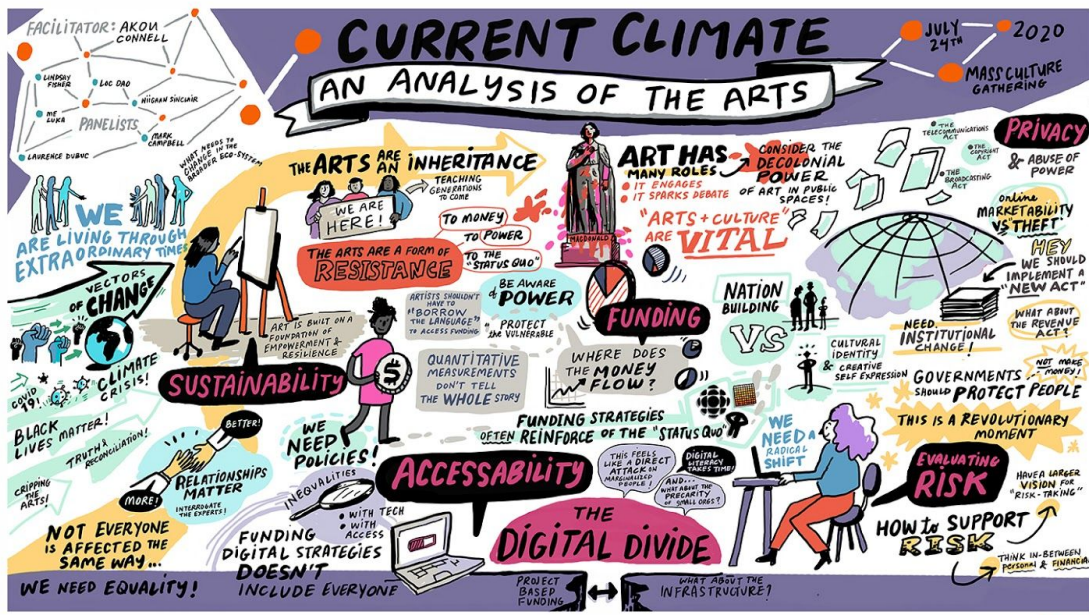 FACILITATOR: AKOU
CONNELL
LINDSAY
FISHER
LOC DAO
NIIGAAN SINCLAIR
ME
LUKA
PANELISTS
MARK
CAMPBELL
LAURENCE DUBUC
CURRENT CLIMATE
AN ANALYSIS OF THE ARTS
JULY
24TH
2020
MASS CULTURE
GATHERING
WHAT NEEDS TO
CHANGE IN THE
BROADER ECO-SYSTEM
WE
ARE LIVING THROUGH
EXTRAORDINARY TIMES
VECTORS
OF CHANGE
THE ARTS ARE
AN INHERITANCE
TEACHING
GENERATIONS
TO COME
WE ARE
HERE!
THE ARTS ARE A FORM OF
RESISTANCE
TO MONEY
TO POWER
TO THE
"STATUS QUO"
MACDONALD
ART HAS
MANY ROLES
IT ENGAGES
IT SPARKS DEBATE
CONSIDER THE
DECOLONIAL
POWER
OF ART IN PUBLIC
SPACES!
"ARTS + CULTURE"
ARE VITAL
THE
TELECOMMUNICATIONS
ACT
THE
COPYRIGHT
ACT
THE
BROADCASTING
ACT
PRIVACY
& ABUSE OF
POWER
online
MARKETABILITY
VS THEFT
HEY
WE SHOULD
IMPLEMENT A
"NEW ACT"
WHAT ABOUT
THE REVENUE
ACT?
ART IS BUILT ON A
FOUNDATION OF
EMPOWERMENT &
RESILIENCE
ARTISTS SHOULDN'T
HAVE TO
"BORROW
THE LANGUAGE"
TO ACCESS FUNDING
BE AWARE
of POWER
PROTECT
the VULNERABLE
FUNDING
NATION
BUILDING
VS
CULTURAL
IDENTITY
& CREATIVE
SELF EXPRESSION
NEED
INSTITUTIONAL
CHANGE!
COVID
19!
CLIMATE
CRISIS!
BLACK
LIVES MATTER!
TRUTH &
RECONCILIATION!
CRIPPING
THE
ARTS!
SUSTAINABILITY
$
QUANTITATIVE
MEASUREMENTS
DON'T TELL
THE WHOLE STORY
WHERE DOES
THE MONEY
FLOW?
FUNDING STRATEGIES
OFTEN REINFORCE OF THE "STATUS QUO"
GOVERNMENTS
SHOULD PROTECT PEOPLE
NOT MAKE
MONEY!
THIS IS A REVOLUTIONARY
MOMENT
BETTER!
MORE!
RELATIONSHIPS
MATTER
INTERROGATE THE EXPERTS!
WE
NEED
POLICIES!
INEQUALITIES
WITH TECH
WITH
ACCESS
ACCESSABILITY
THIS FEELS
LIKE A DIRECT
ATTACK ON
MARGINALIZED
PEOPLE!
DIGITAL
LITERACY
TAKES TIME!
AND...
WHAT ABOUT THE
PRECARITY
OF SMALL ORGS?
WE
NEED A
RADICAL
SHIFT
EVALUATING
RISK
HAVE A LARGER
VISION FOR
"RISK-TAKING"
HOW to SUPPORT
RISK
THINK IN-BETWEEN
personal & FINANCIAL
NOT EVERYONE
IS AFFECTED THE
SAME WAY...
WE NEED EQUALITY!
FUNDING
DIGITAL STRATEGIES
DOESN'T
INCLUDE EVERYONE
THE
DIGITAL DIVIDE
PROJECT
BASED
FUNDING
WHAT ABOUT THE
INFRASTRUCTURE?